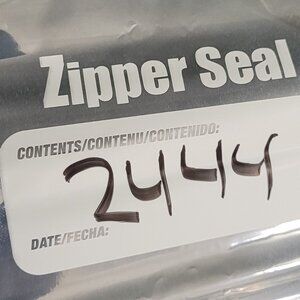 Zipper Seal
CONTENTS/CONTENU/CONTENIDO:
2444
DATE/FECHA: